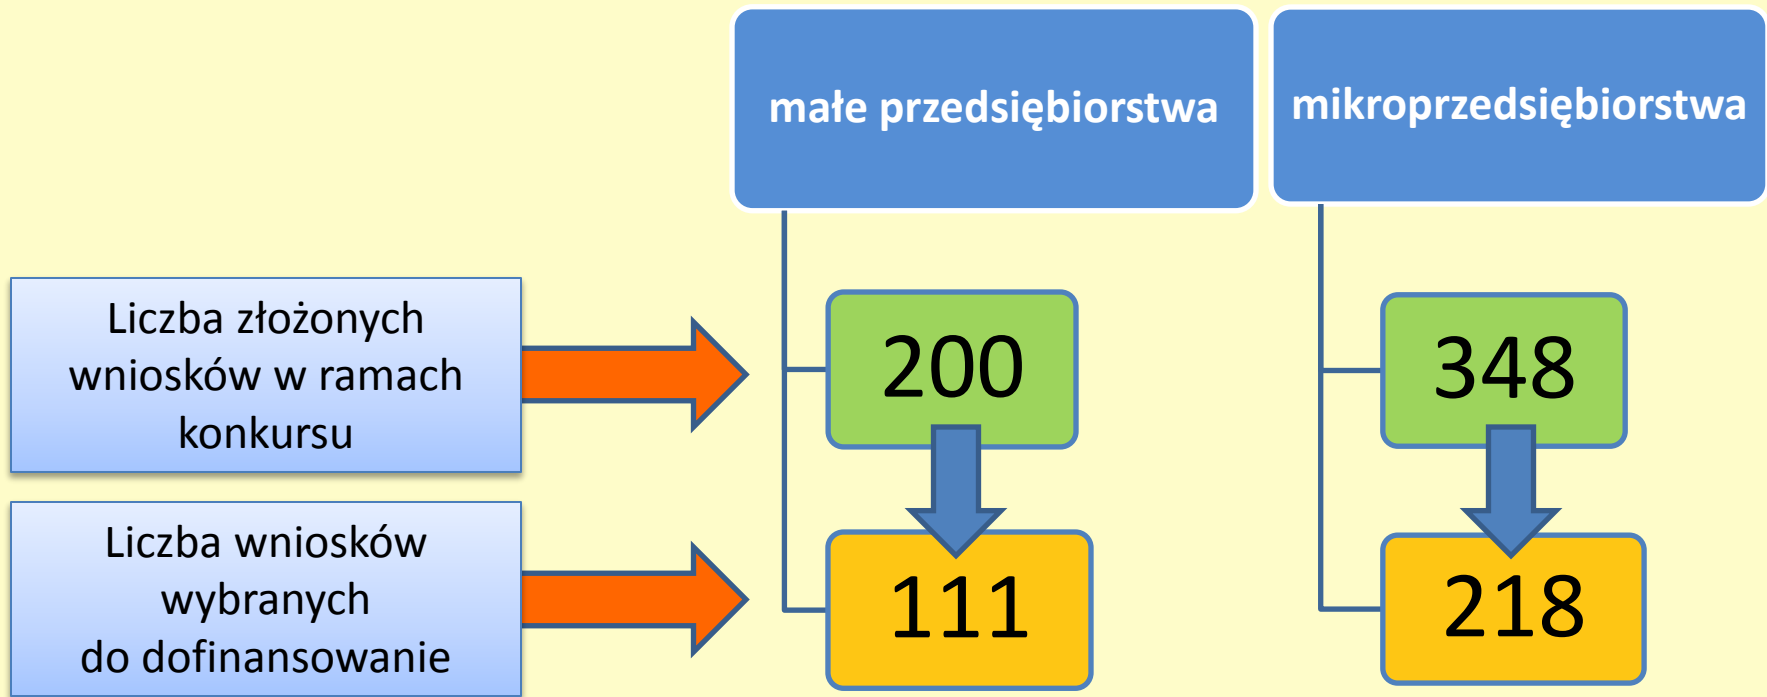 małe przedsiębiorstwa
mikroprzedsiębiorstwa
Liczba złożonych
wniosków w ramach
konkursu
200
348
Liczba wniosków
wybranych
do dofinansowanie
111
218